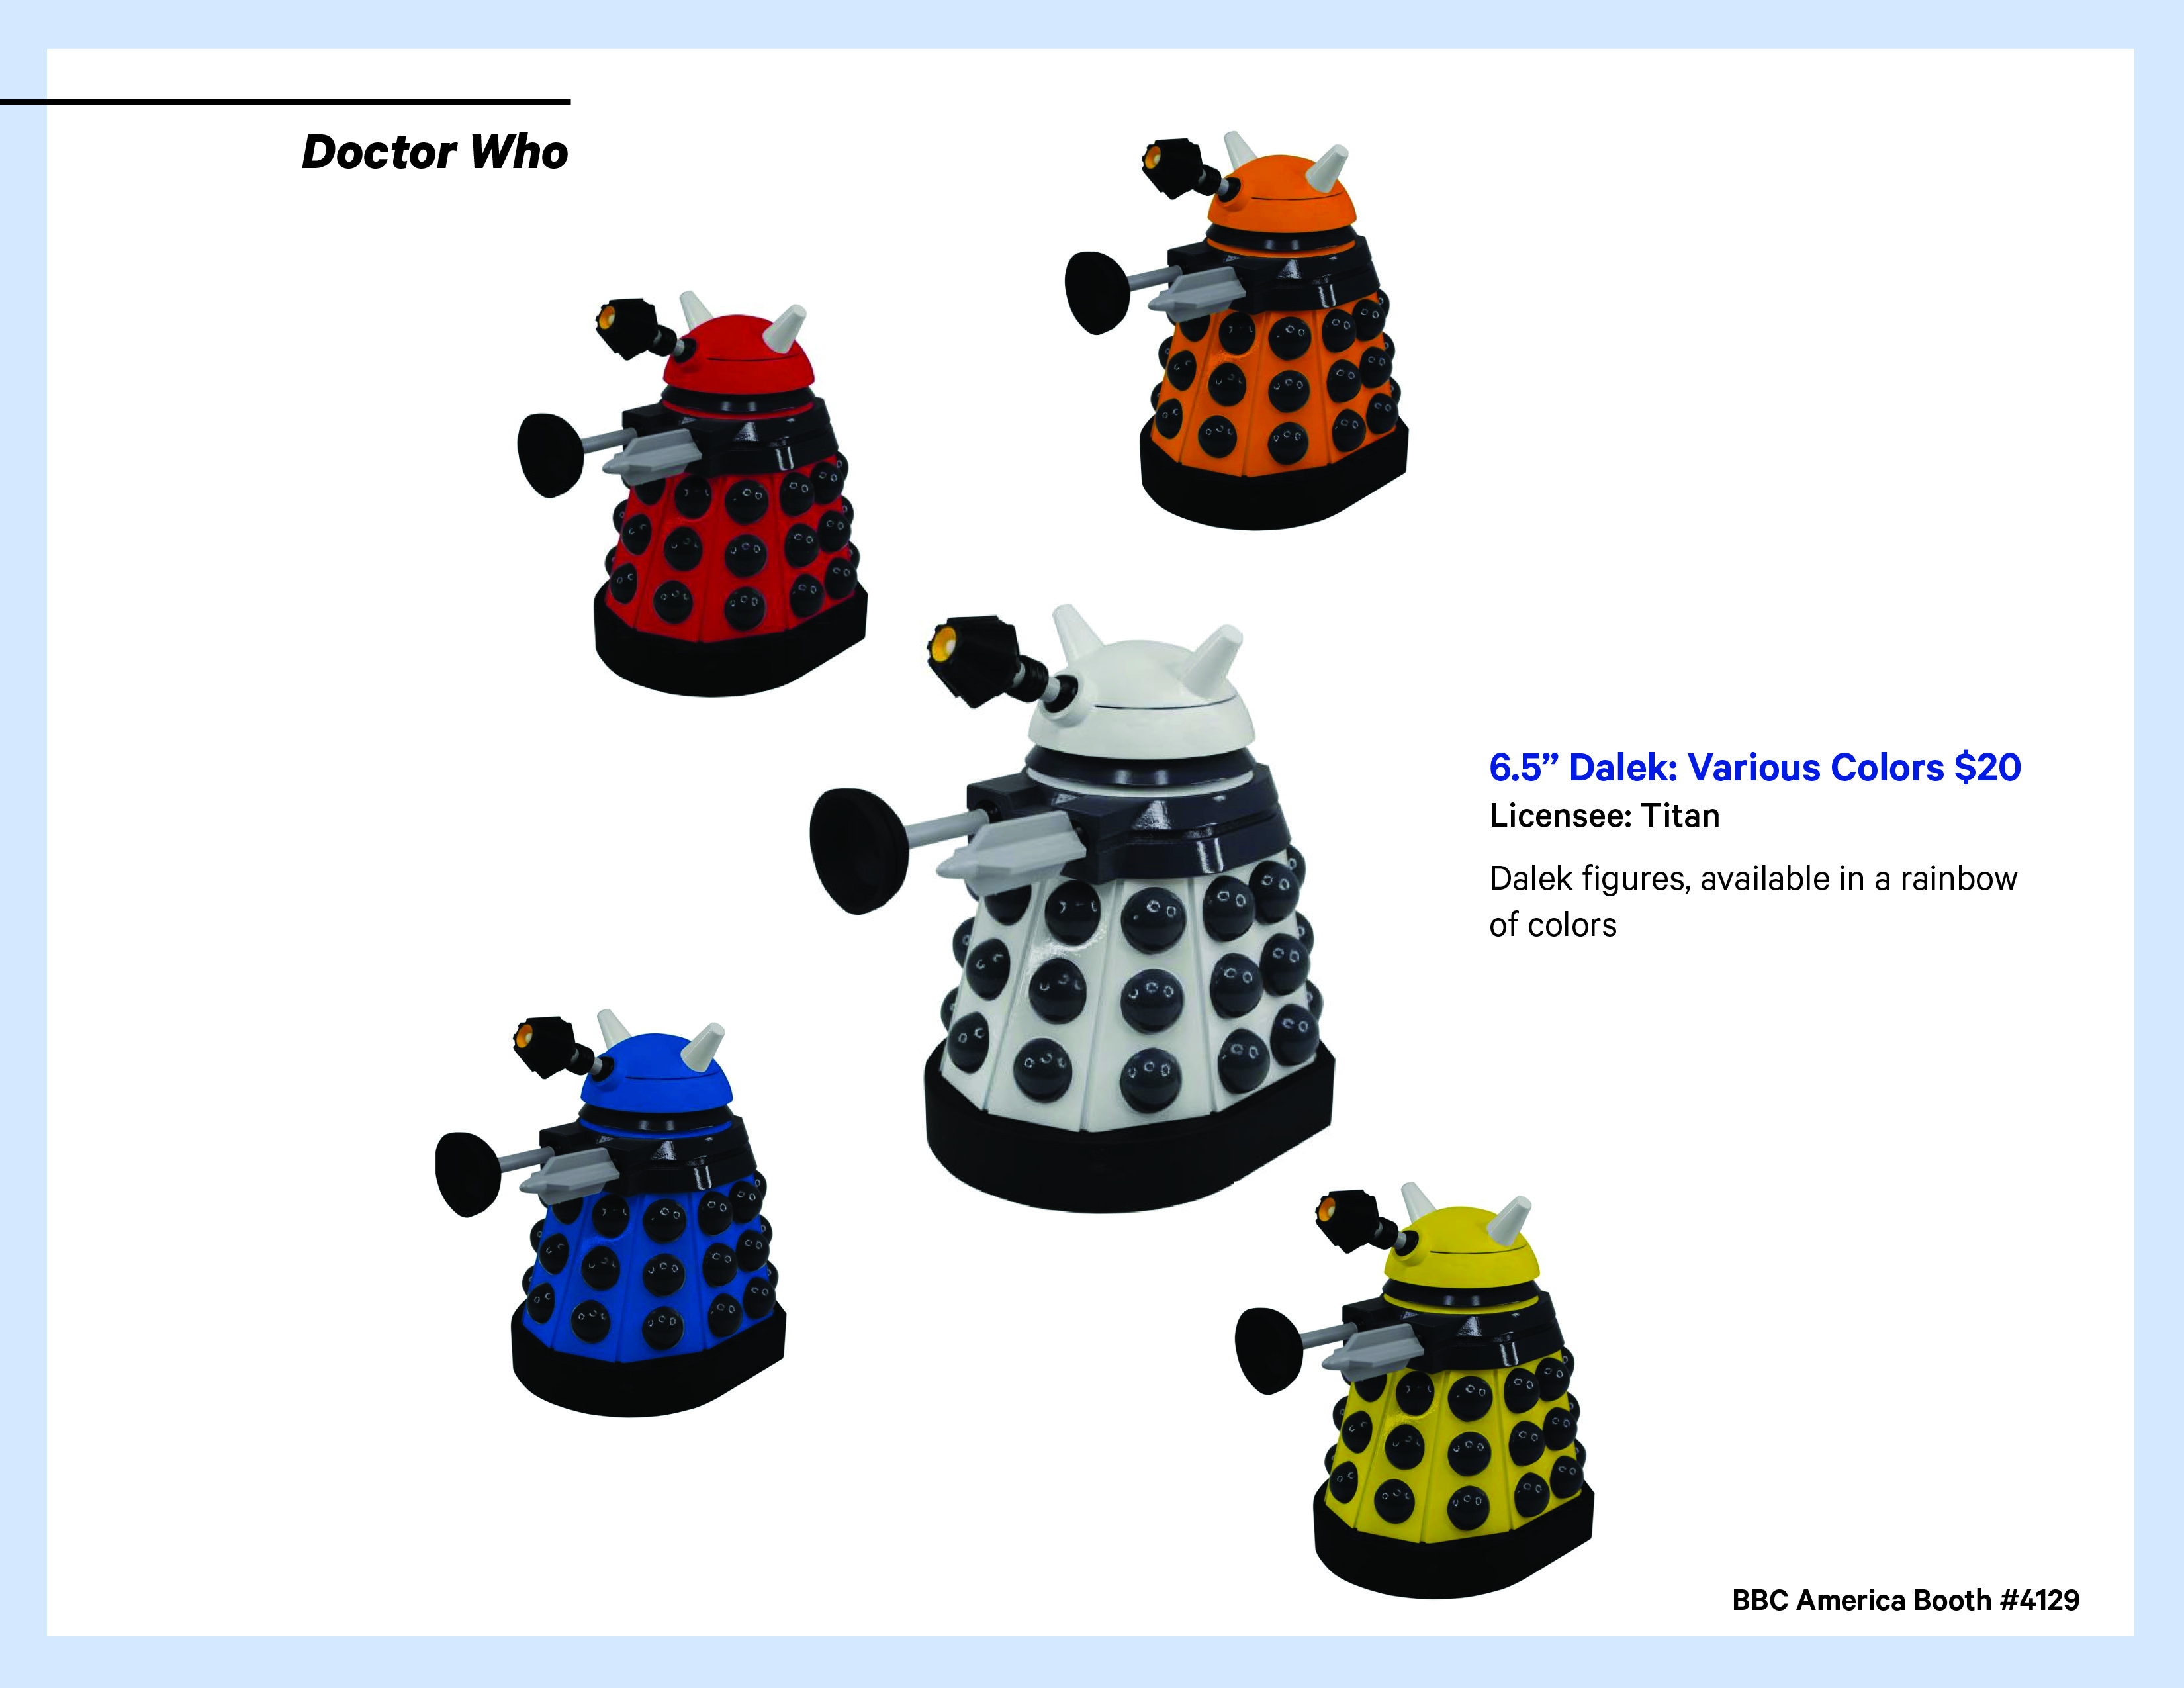 Doctor Who
6.5” Dalek: Various Colors $20
Licensee: Titan
Dalek figures, available in a rainbow
of colors
BBC America Booth #4129